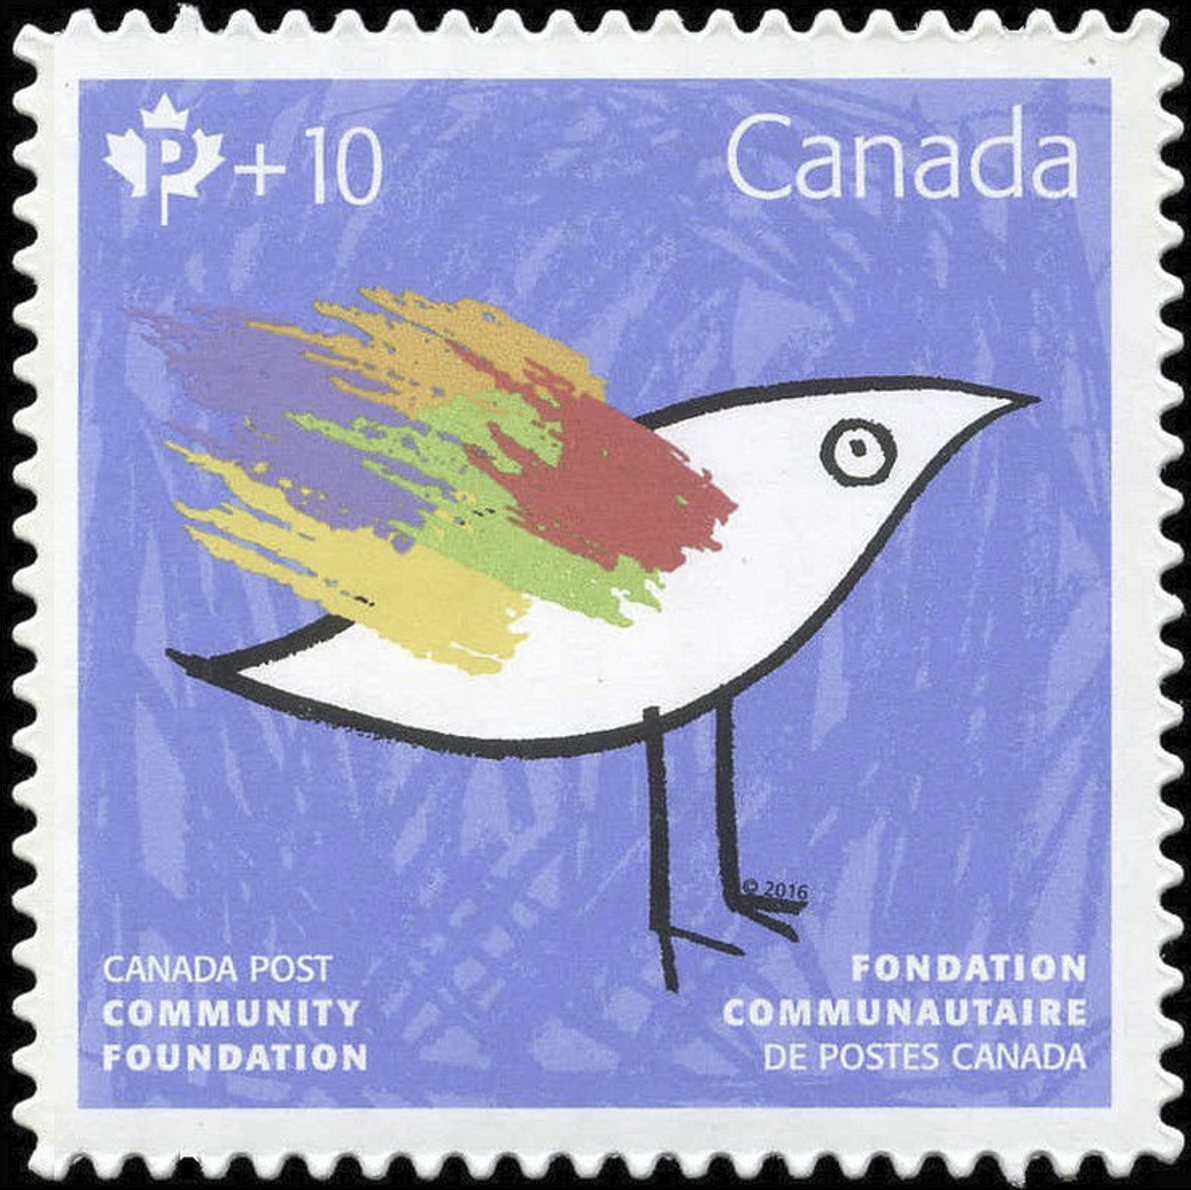 P + 10
Canada
© 2016
CANADA POST
COMMUNITY
FOUNDATION
FONDATION
COMMUNAUTAIRE
DE POSTES CANADA